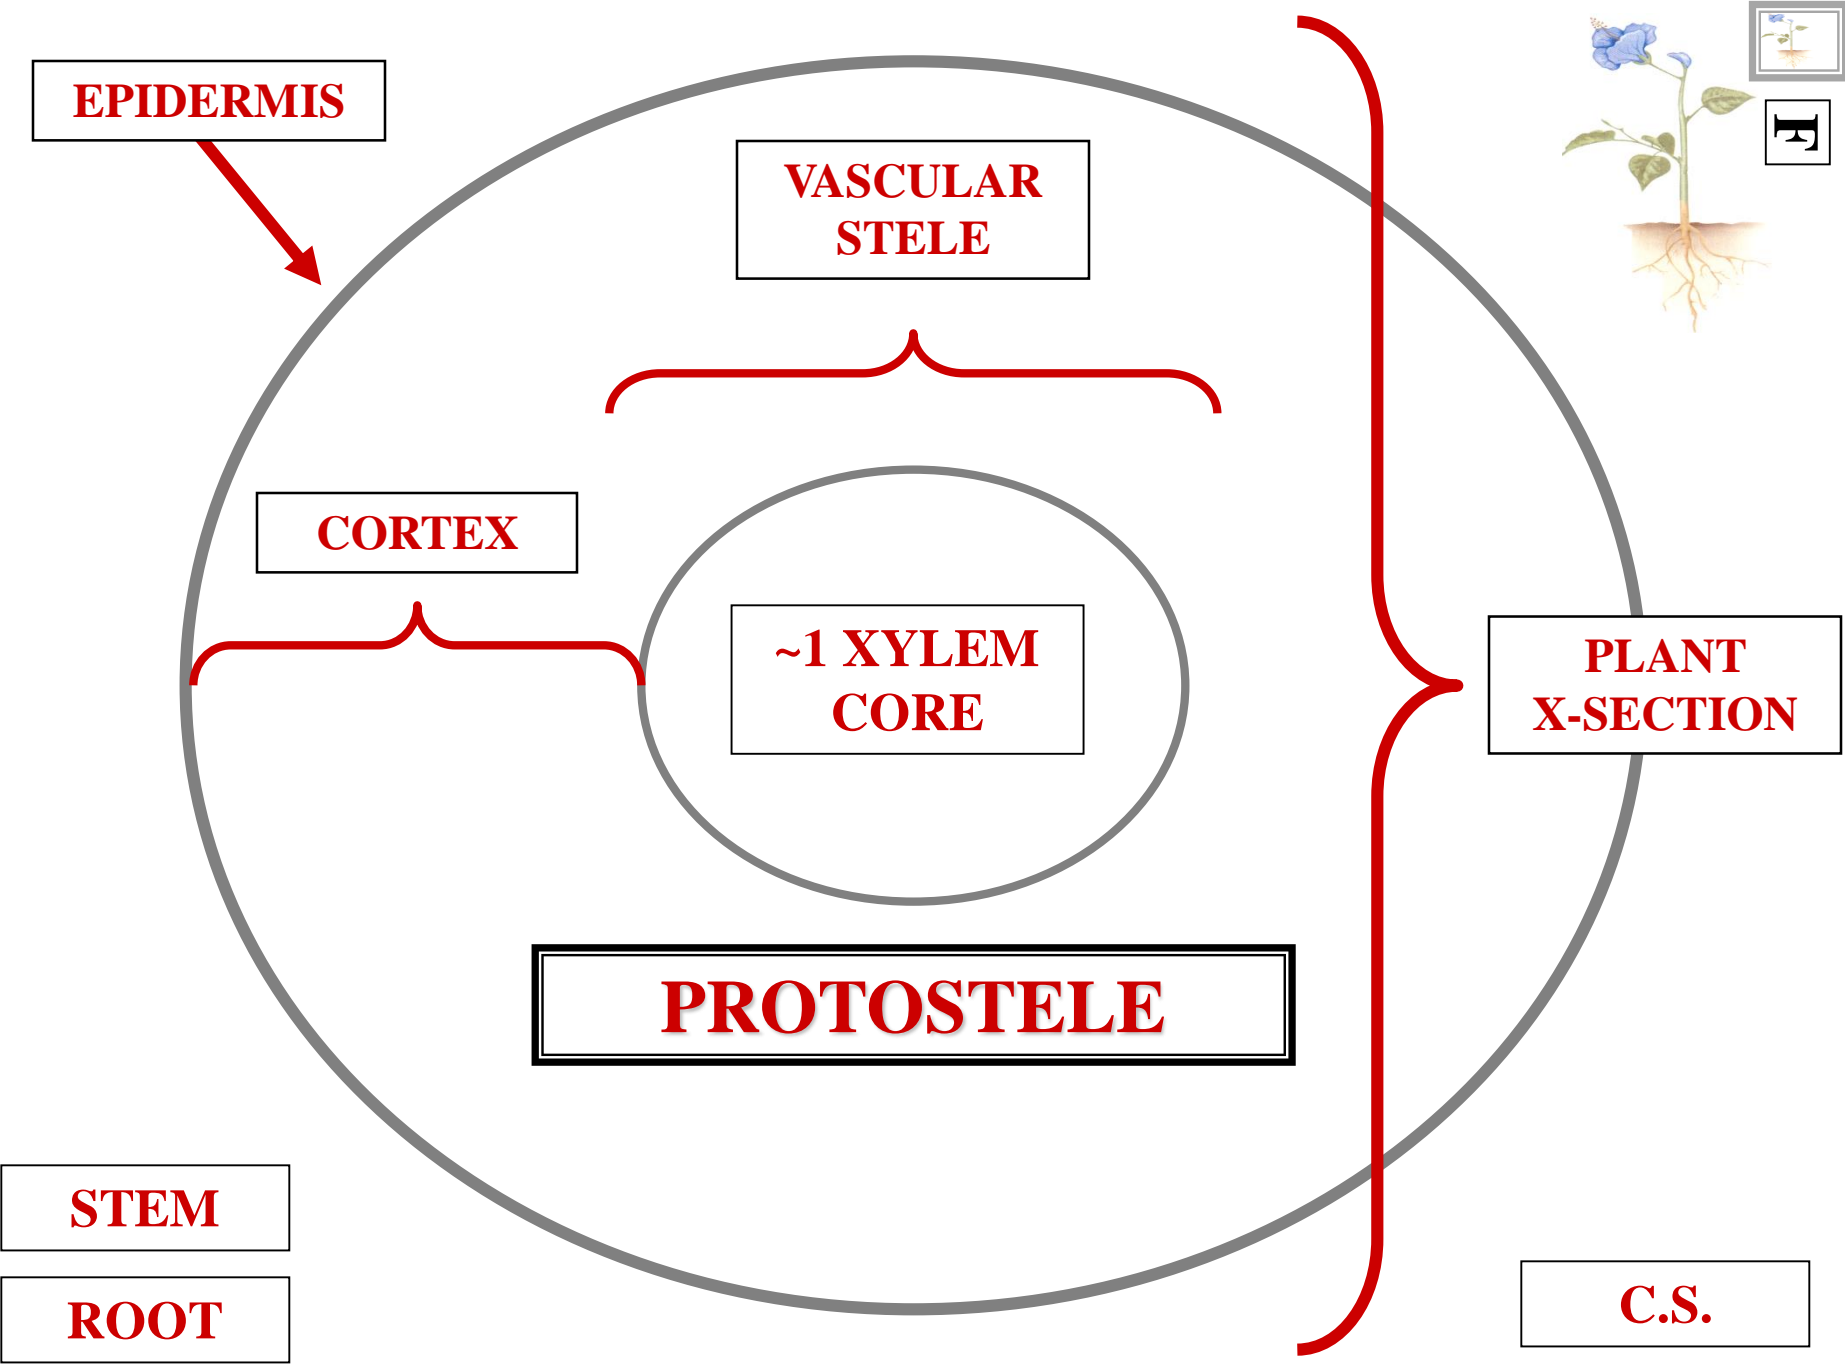 EPIDERMIS
VASCULAR
STELE
F
CORTEX
~1 XYLEM
CORE
PLANT
X-SECTION
PROTOSTELE
STEM
ROOT
C.S.